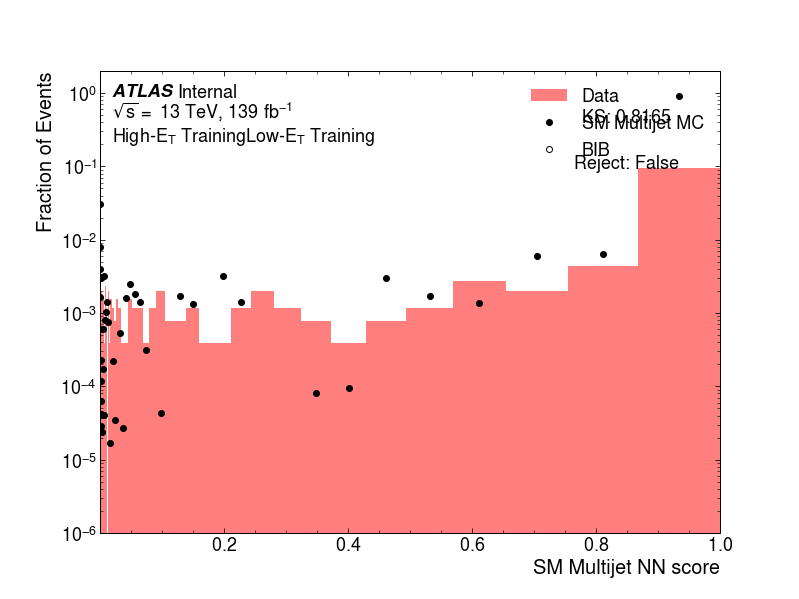 ATLAS Internal
√s = 13 TeV, 139 fb⁻¹
High-E_T TrainingLow-E_T Training
Data
KS: 0.8165
SM Multijet MC
BIB
Reject: False
Fraction of Events
10⁰
10⁻¹
10⁻²
10⁻³
10⁻⁴
10⁻⁵
10⁻⁶
0.2 0.4 0.6 0.8 1.0
SM Multijet NN score